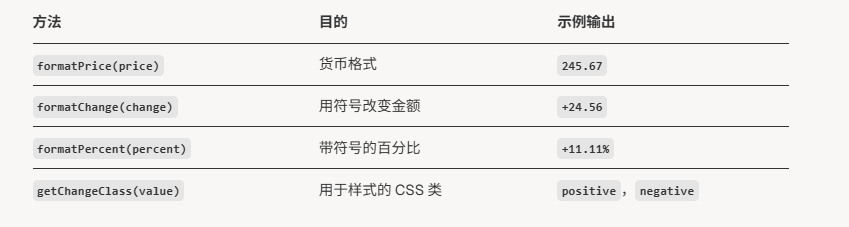 方法 目的 示例输出
formatPrice(price) 货币格式 245.67
formatChange(change) 用符号改变金额 +24.56
formatPercent(percent) 带符号的百分比 +11.11%
getChangeClass(value) 用于样式的 CSS 类 positive, negative